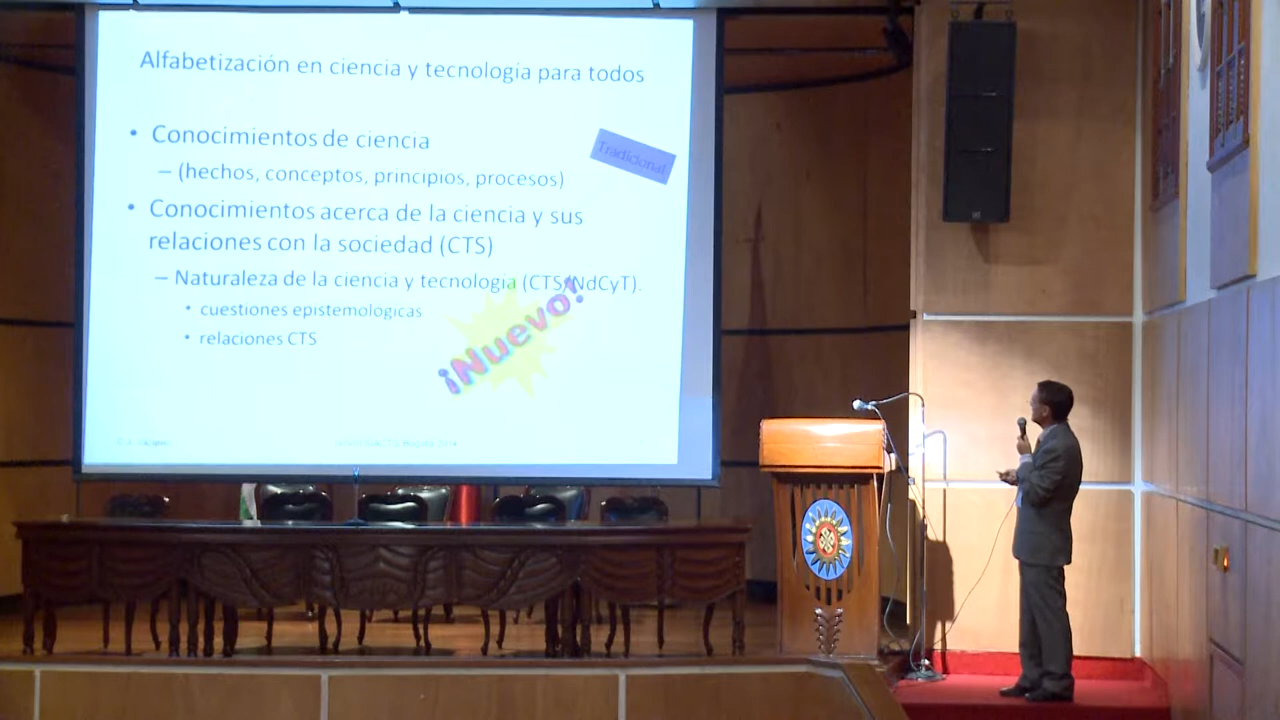 Alfabetización en ciencia y tecnología para todos
• Conocimientos de ciencia
Tradicional
– (hechos, conceptos, principios, procesos)
• Conocimientos acerca de la ciencia y sus
relaciones con la sociedad (CTS)
– Naturaleza de la ciencia y tecnología (CTS/NdCyT).
• cuestiones epistemológicas
• relaciones CTS
¡Nuevo!